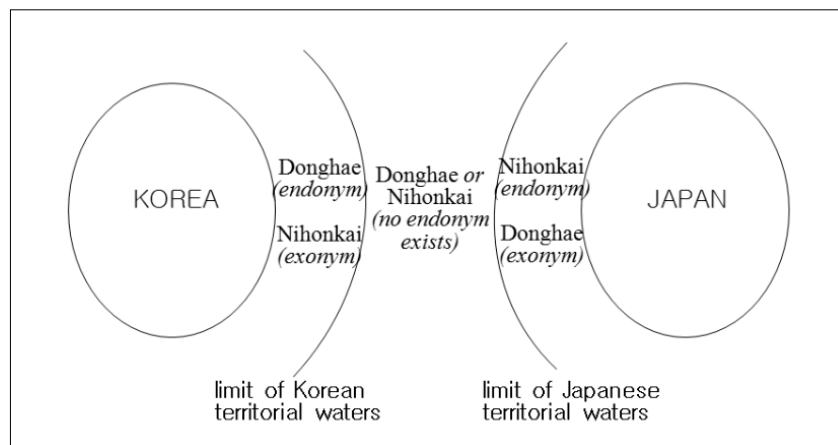 KOREA
Donghae
(endonym)
Nihonkai
(exonym)
Donghae or
Nihonkai
(no endonym
exists)
Nihonkai
(endonym)
Donghae
(exonym)
JAPAN
limit of Korean
territorial waters
limit of Japanese
territorial waters